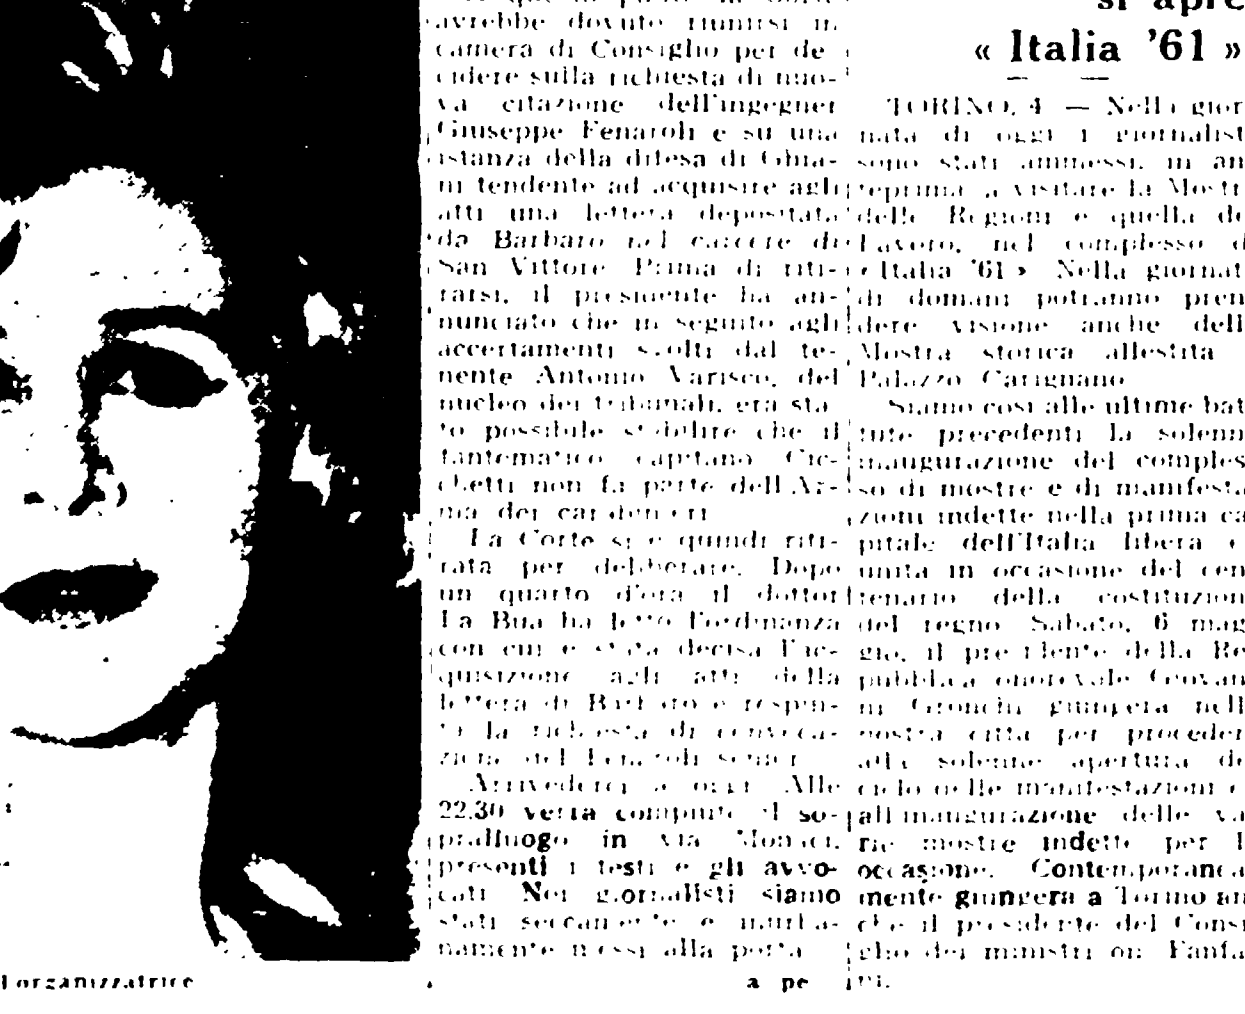 avrebbe dovuto riunirsi in
camera di Consiglio per de-
cidere sulla richiesta di nuo-
va citazione dell'ingegner
Giuseppe Fenaroli e su una
istanza della difesa di Ghia-
ni tendente ad acquisire agli
atti una lettera depositata
da Barbaro nel carcere di
San Vittore Prima di riti-
rarsi, il presidente ha an-
nunciato che in seguito agli
accertamenti svolti dal te-
nente Antonio Varisco, del
nucleo dei tribunali, era sta-
to possibile stabilire che il
fantomatico capitano Cic-
chetti non fa parte dell'Ar-
ma dei carabinieri
La Corte si è quindi riti-
rata per deliberare. Dopo
un quarto d'ora il dottor
La Bua ha letto l'ordinanza
con cui è stata decisa l'ac-
quisizione agli atti della
lettera di Barbaro e respin-
ta la richiesta di convoca-
zione del Fenaroli senior
Arrivederci a oggi Alle
22.30 verrà compiuto il so-
pralluogo in via Monaci,
presenti i testi e gli avvo-
cati Noi giornalisti siamo
stati seccamente e
namente messi alla porta
a pe
organizzatrice
si apre
« Italia '61 »
TORINO, 4 — Nella gior
nata di oggi i giornalist
sono stati ammessi, in an
teprima a visitare la Mostr
delle Regioni e quella de
Lavoro, nel complesso d
« Italia '61 » Nella giornat
di domani potranno pren
dere visione anche dell
Mostra storica allestita
Palazzo Carignano
Siamo così alle ultime bat
tute precedenti la solenn
inaugurazione del comples
so di mostre e di manifesta
zioni indette nella prima ca
pitale dell'Italia libera e
unita in occasione del cen
tenario della costituzion
del regno Sabato, 6 mag
gio, il presidente della Re
pubblica onorevole Giovan
ni Gronchi giungerà nell
nostra città per proceder
alla solenne apertura de
ciclo delle manifestazioni e
all'inaugurazione delle va
rie mostre indette per l
occasione. Contemporanea
mente giungerà a Torino an
che il presidente del Consi
glio dei ministri on Fanfa
ni.